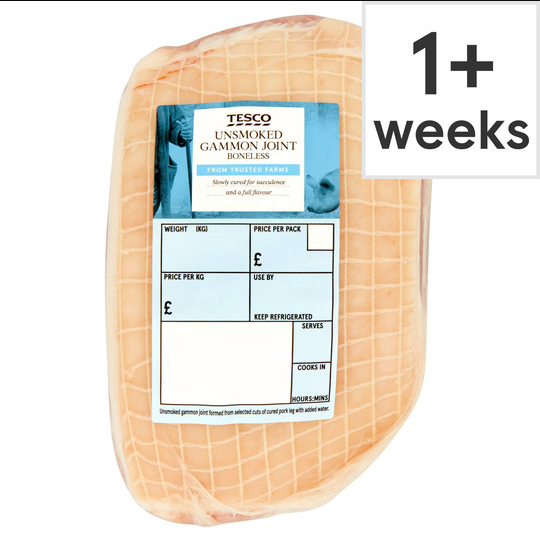 1+
weeks
TESCO
UNSMOKED
GAMMON JOINT
BONELESS
FROM TRUSTED FARMS
Slowly cured for succulence
and a full flavour
WEIGHT (KG)
PRICE PER PACK
£
PRICE PER KG
£
USE BY
KEEP REFRIGERATED
SERVES
COOKS IN
HOURS:MINS
Unsmoked gammon joint formed from selected cuts of cured pork leg with added water.